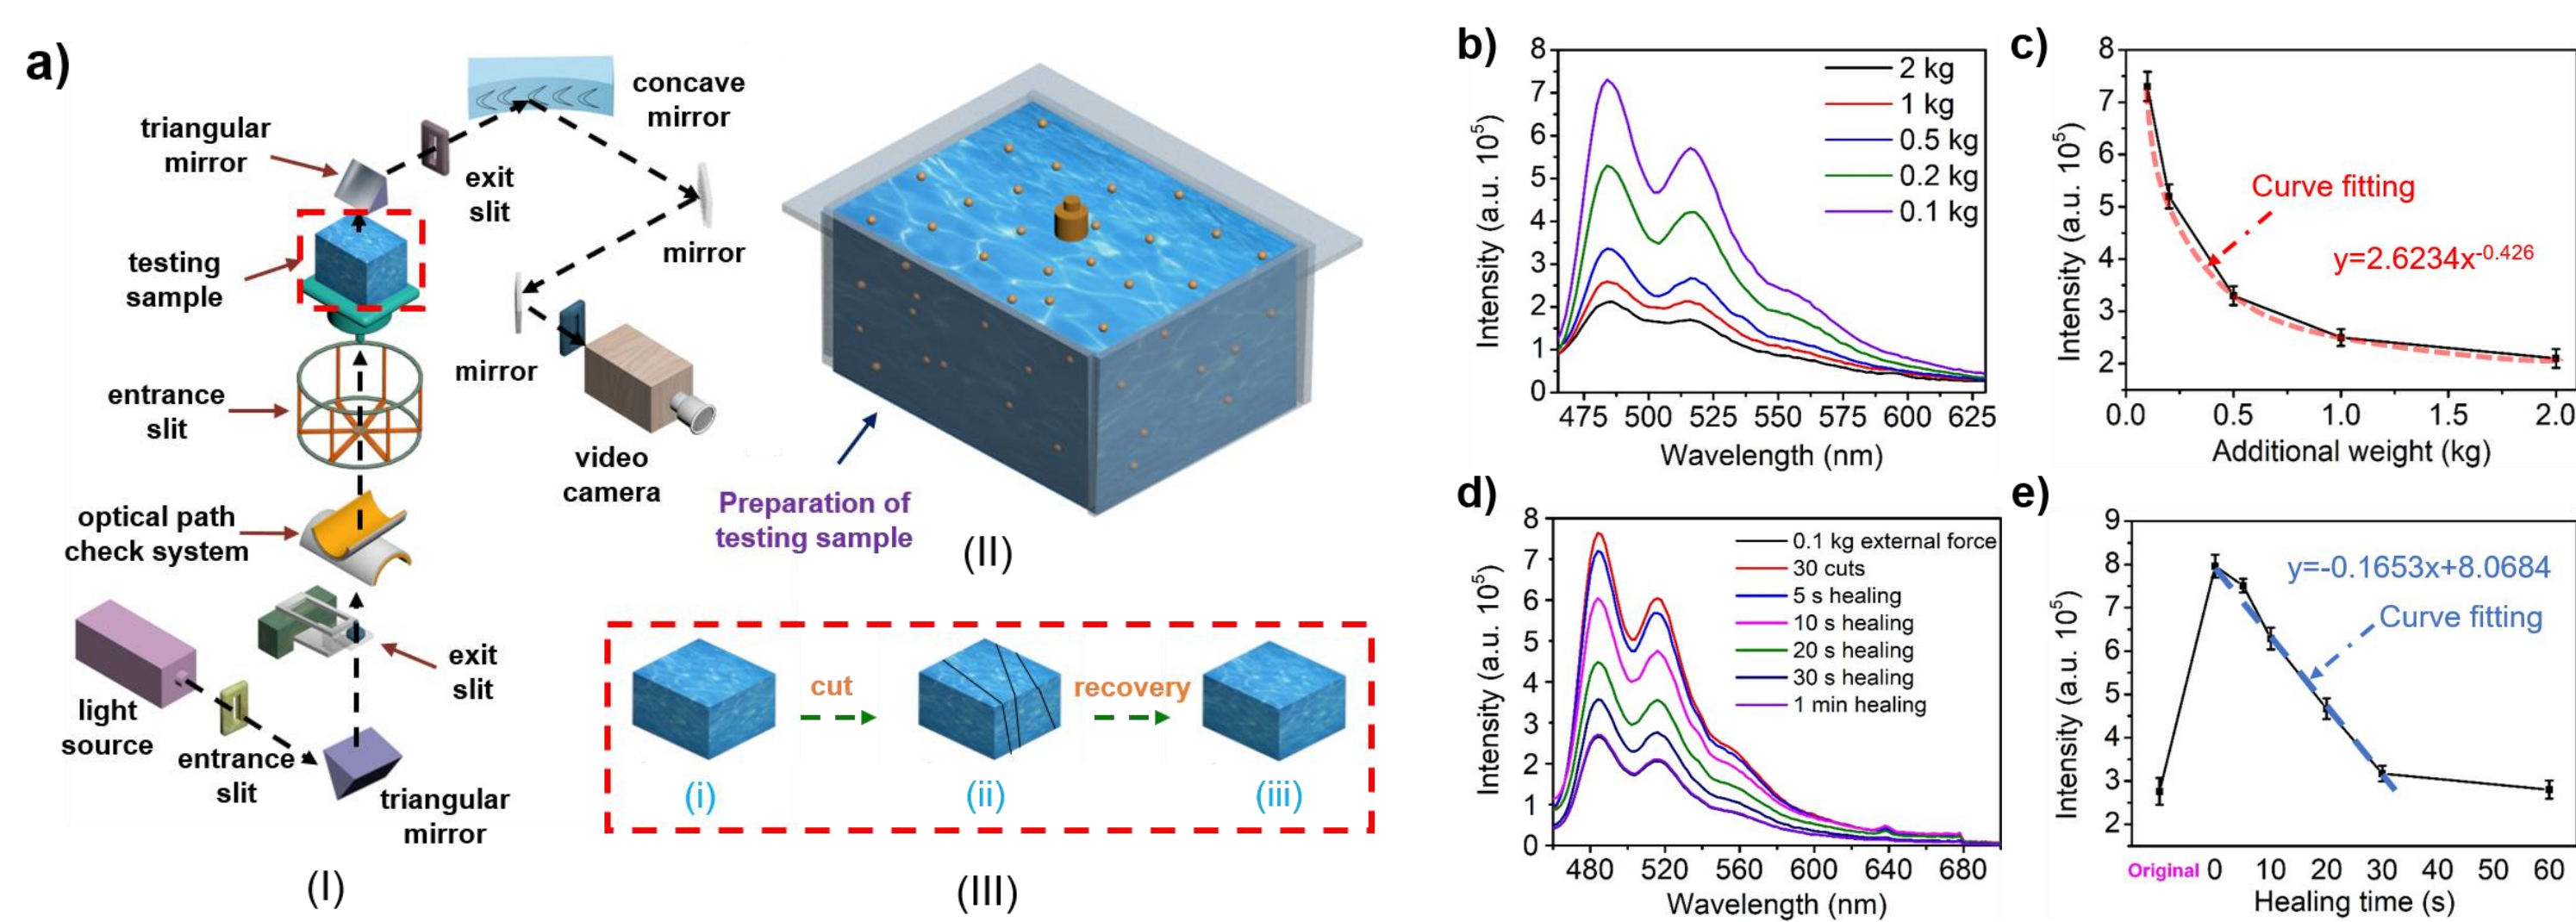 a)
concave
mirror
triangular
mirror
exit
slit
testing
sample
mirror
mirror
entrance
slit
video
camera
optical path
check system
light
source
entrance
slit
exit
slit
triangular
mirror
(I)
Preparation of
testing sample
(II)
cut
recovery
(i)
(ii)
(iii)
(III)
b)
8
7
6
5
4
3
2
1
0
Intensity (a.u. 10⁵)
2 kg
1 kg
0.5 kg
0.2 kg
0.1 kg
475 500 525 550 575 600 625
Wavelength (nm)
c)
8
7
6
5
4
3
2
Intensity (a.u. 10⁵)
Curve fitting
y=2.6234x⁻⁰·⁴²⁶
0.0 0.5 1.0 1.5 2.0
Additional weight (kg)
d)
8
7
6
5
4
3
2
1
0
Intensity (a.u. 10⁵)
0.1 kg external force
30 cuts
5 s healing
10 s healing
20 s healing
30 s healing
1 min healing
480 520 560 600 640 680
Wavelength (nm)
e)
9
8
7
6
5
4
3
2
Intensity (a.u. 10⁵)
y=-0.1653x+8.0684
Curve fitting
Original 0 10 20 30 40 50 60
Healing time (s)